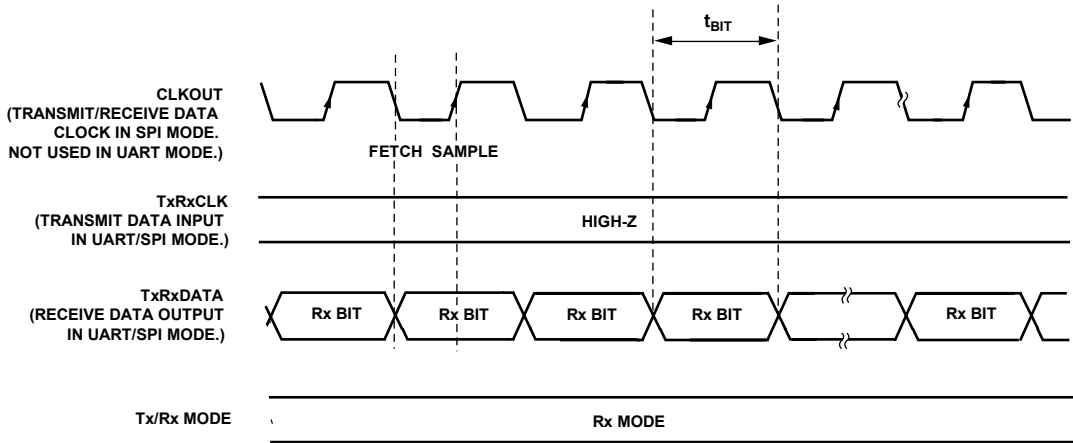 tBIT
CLKOUT
(TRANSMIT/RECEIVE DATA
CLOCK IN SPI MODE.
NOT USED IN UART MODE.)
FETCH SAMPLE
TxRxCLK
(TRANSMIT DATA INPUT
IN UART/SPI MODE.)
HIGH-Z
TxRxDATA
(RECEIVE DATA OUTPUT
IN UART/SPI MODE.)
Rx BIT Rx BIT Rx BIT Rx BIT Rx BIT
Tx/Rx MODE
Rx MODE